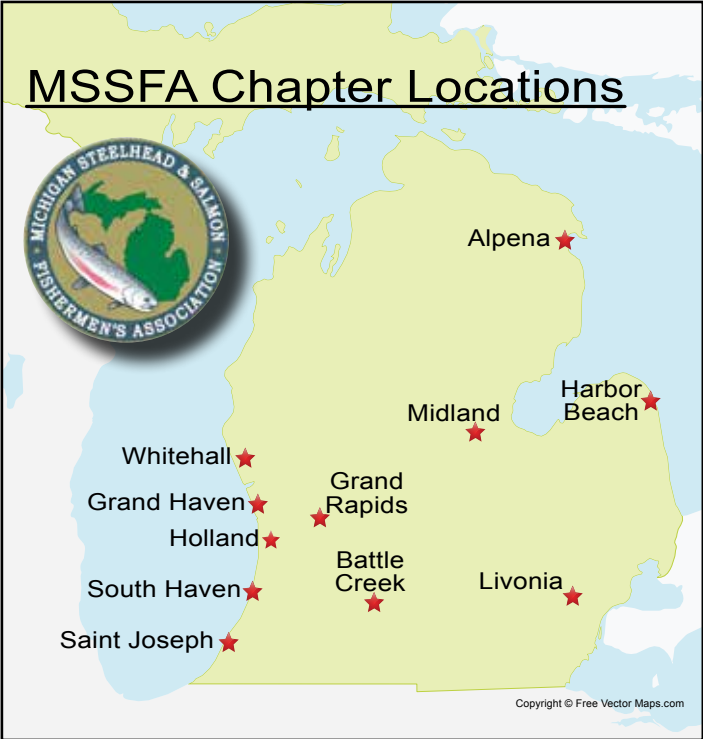 MSSFA Chapter Locations
MICHIGAN STEELHEAD & SALMON
FISHERMEN'S ASSOCIATION
Alpena
Harbor
Beach
Midland
Whitehall
Grand
Rapids
Grand Haven
Holland
Battle
Creek
Livonia
South Haven
Saint Joseph
Copyright © Free Vector Maps.com